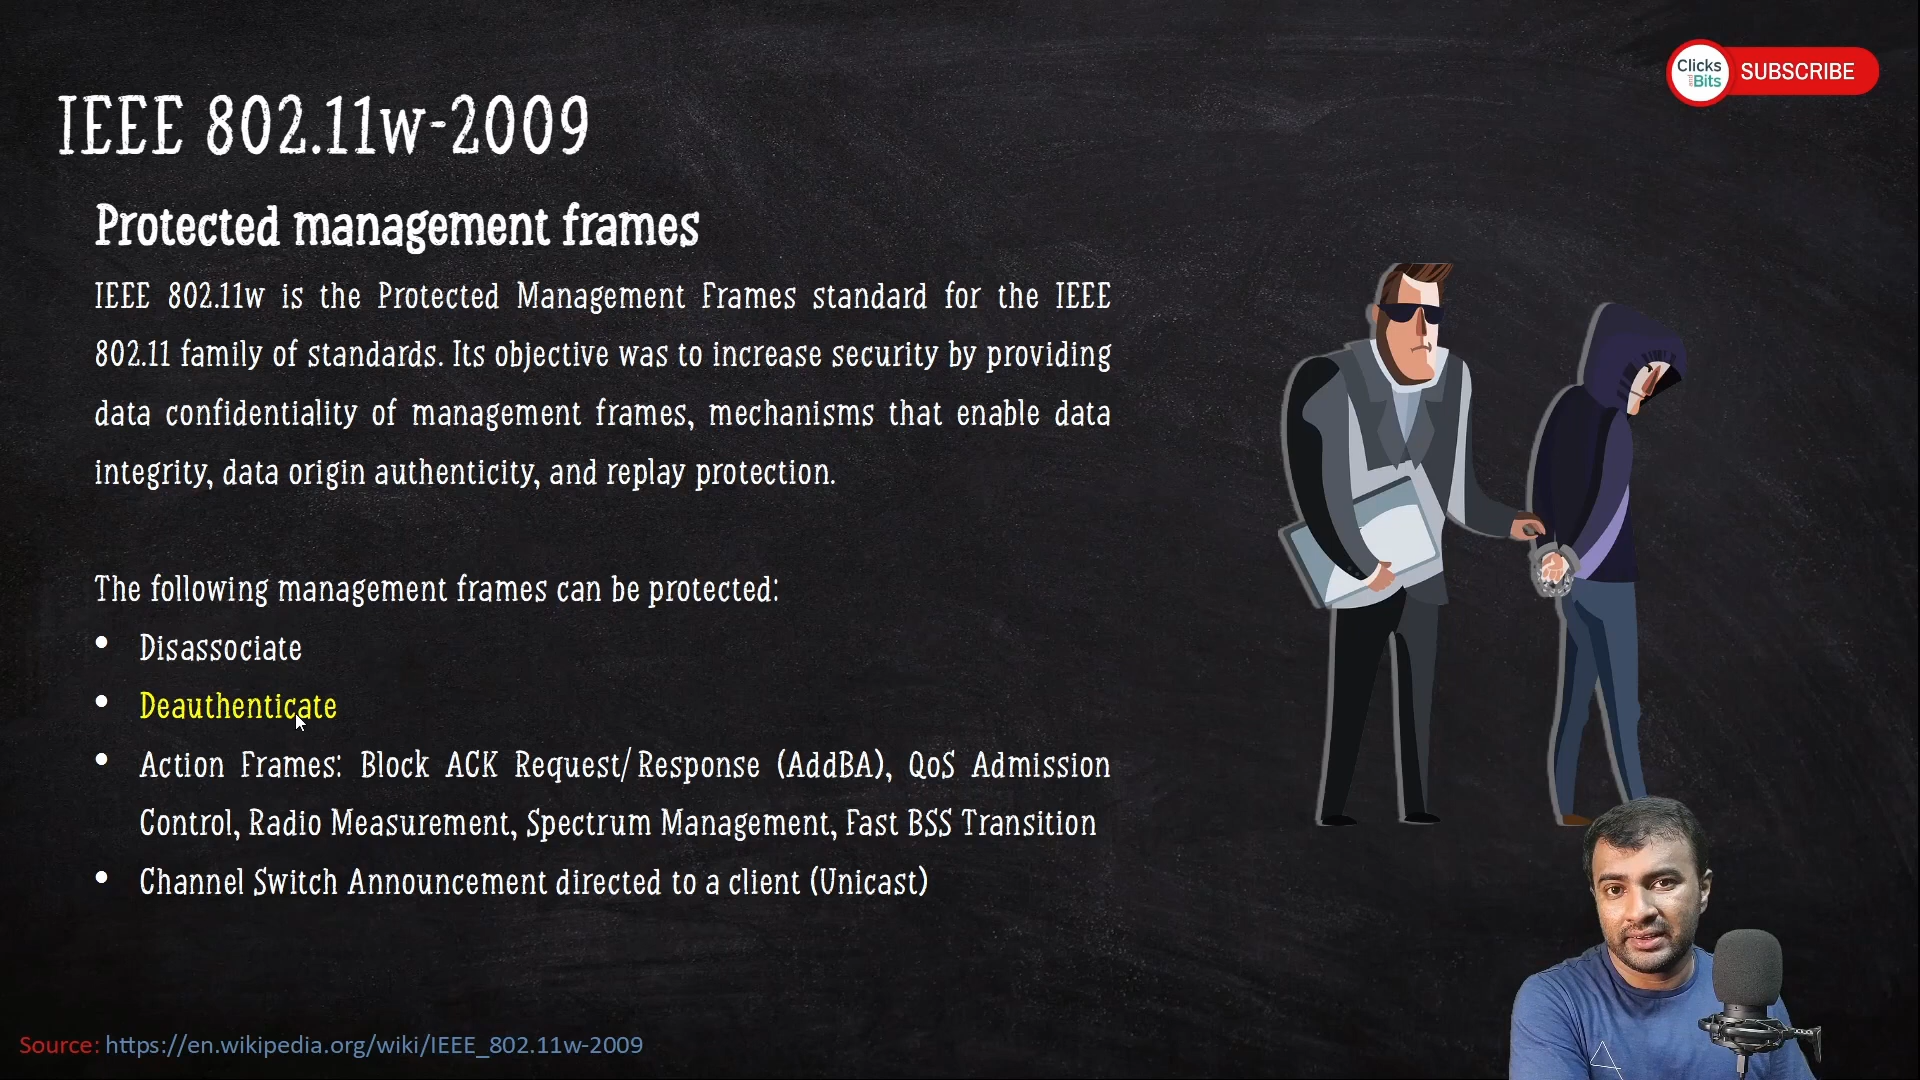 Clicks
and
Bits
SUBSCRIBE
IEEE 802.11w-2009
Protected management frames
IEEE 802.11w is the Protected Management Frames standard for the IEEE
802.11 family of standards. Its objective was to increase security by providing
data confidentiality of management frames, mechanisms that enable data
integrity, data origin authenticity, and replay protection.
The following management frames can be protected:
• Disassociate
• Deauthenticate
• Action Frames: Block ACK Request/Response (AddBA), QoS Admission
Control, Radio Measurement, Spectrum Management, Fast BSS Transition
• Channel Switch Announcement directed to a client (Unicast)
Source: https://en.wikipedia.org/wiki/IEEE_802.11w-2009